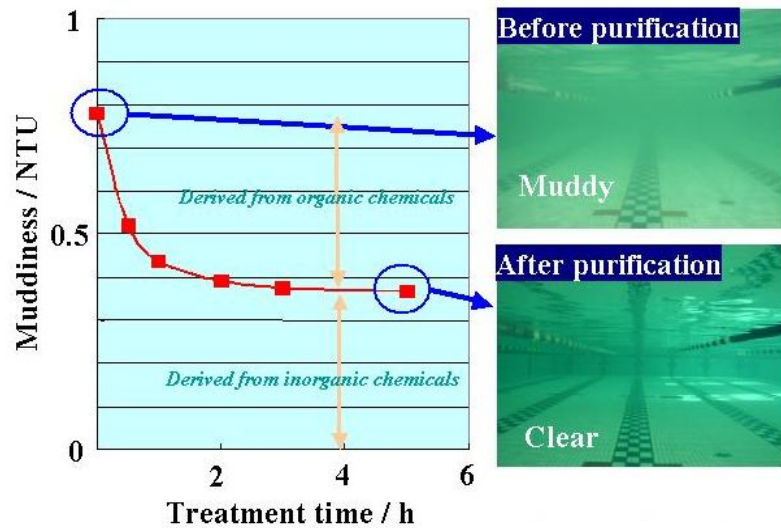 1
0.5
0
2
4
6
Muddiness / NTU
Treatment time / h
Derived from organic chemicals
Derived from inorganic chemicals
Before purification
Muddy
After purification
Clear